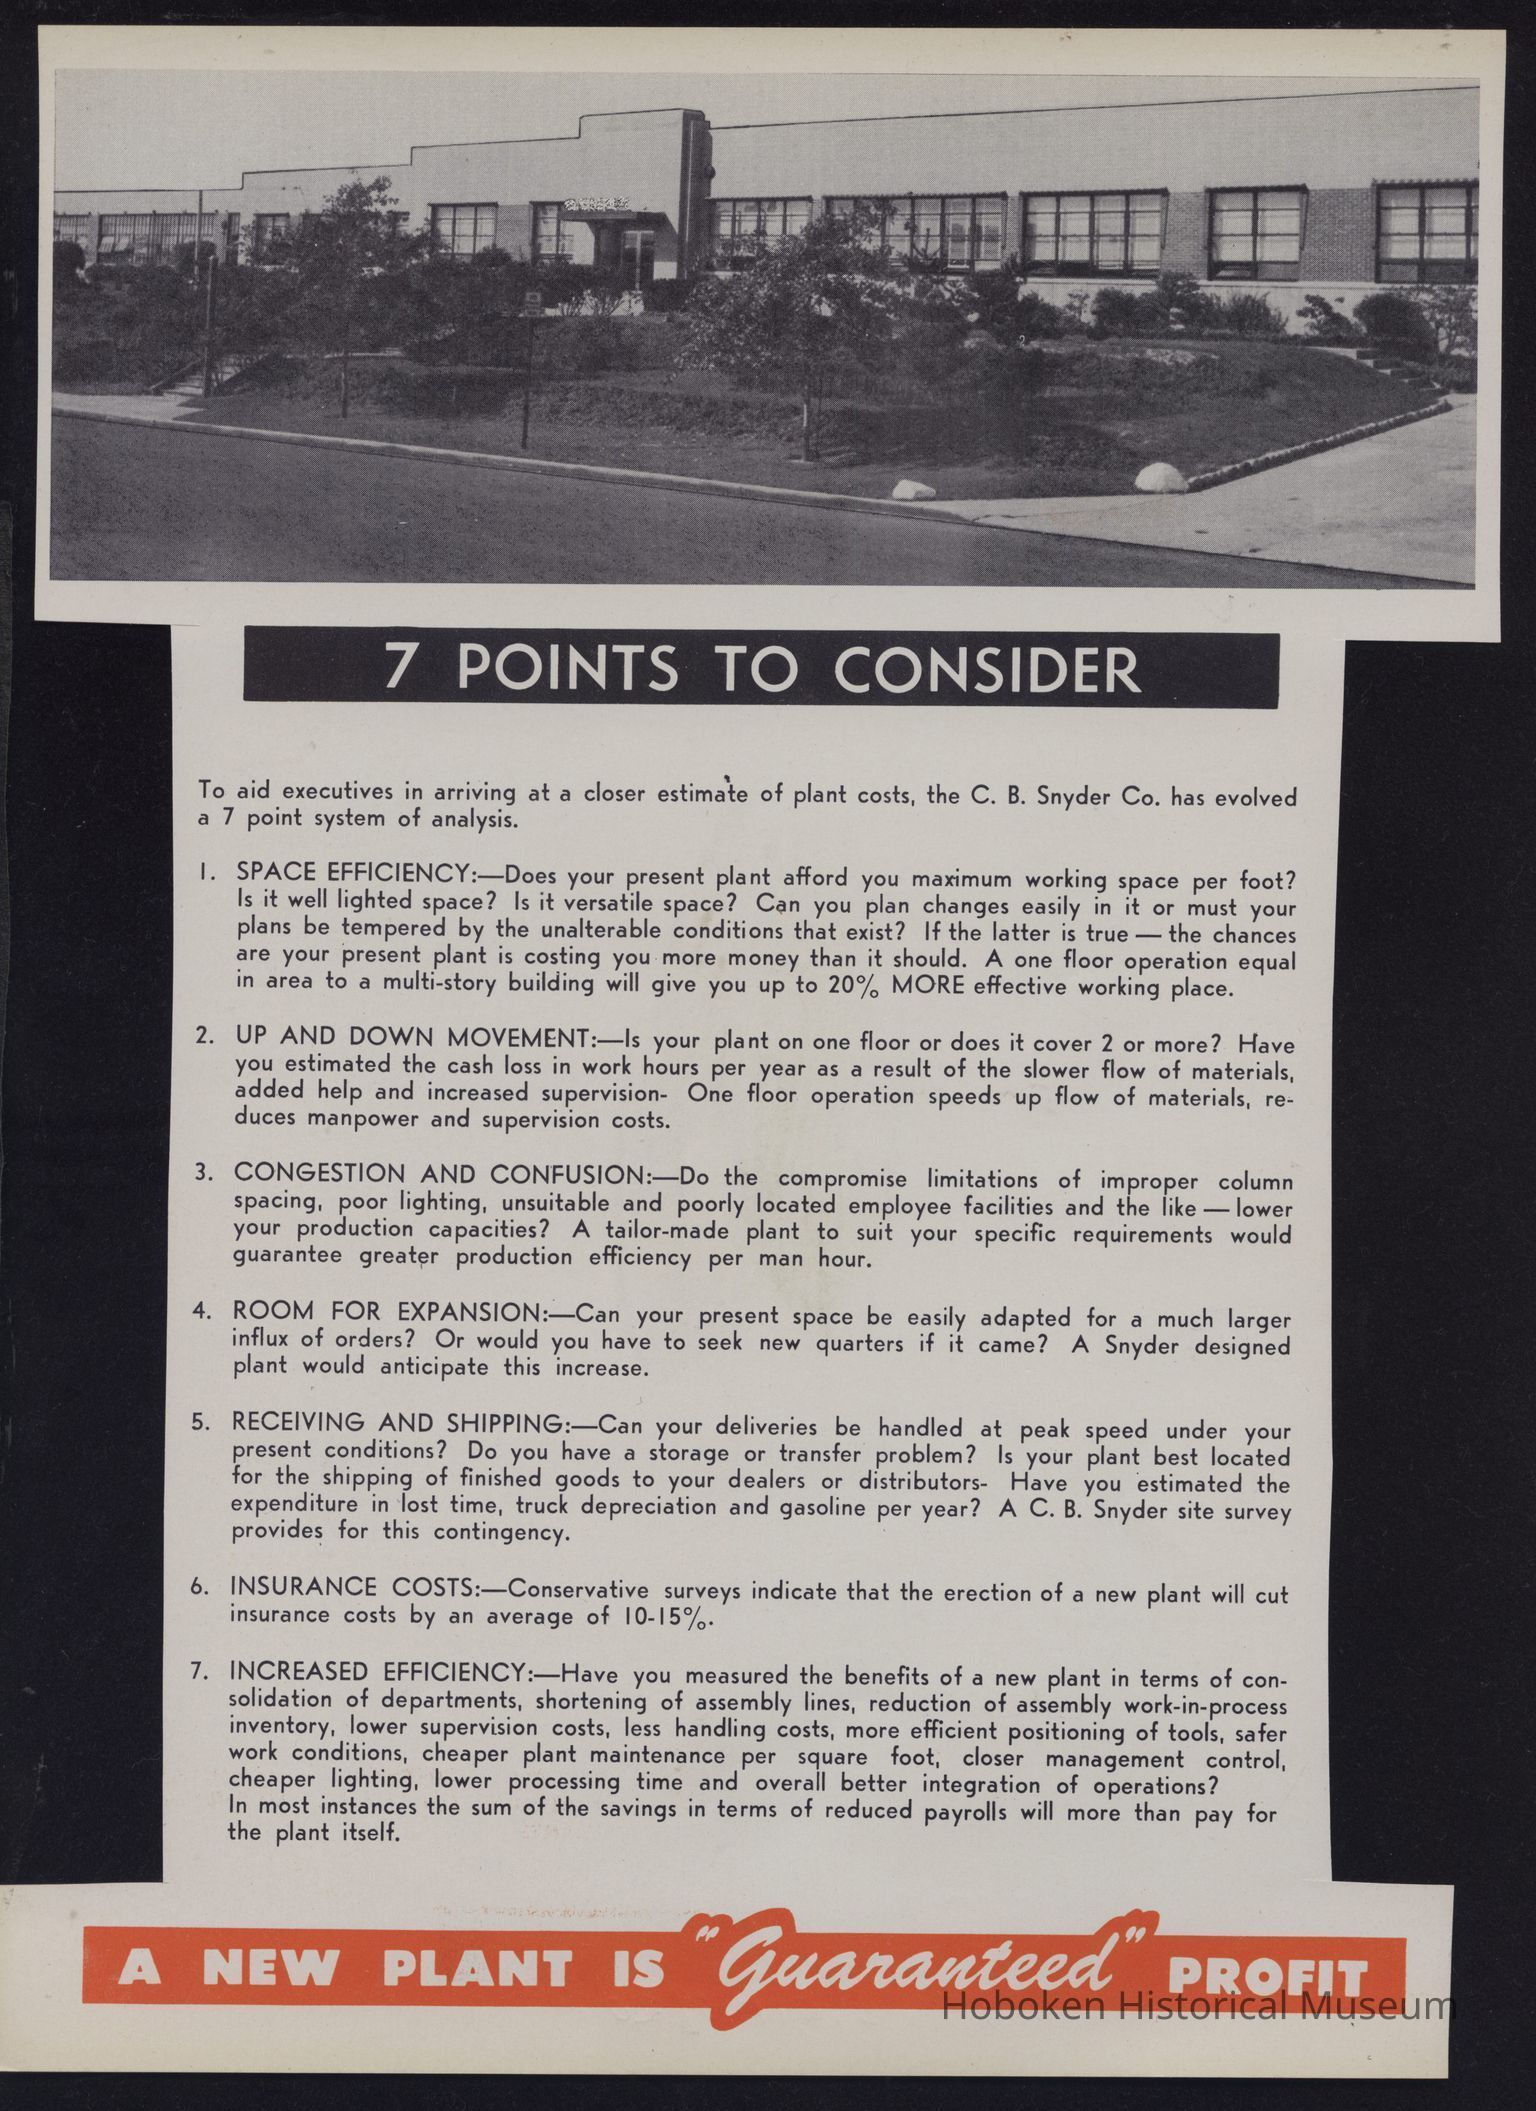 7 POINTS TO CONSIDER
To aid executives in arriving at a closer estimate of plant costs, the C. B. Snyder Co. has evolved
a 7 point system of analysis.
1. SPACE EFFICIENCY:—Does your present plant afford you maximum working space per foot?
Is it well lighted space? Is it versatile space? Can you plan changes easily in it or must your
plans be tempered by the unalterable conditions that exist? If the latter is true — the chances
are your present plant is costing you more money than it should. A one floor operation equal
in area to a multi-story building will give you up to 20% MORE effective working place.
2. UP AND DOWN MOVEMENT:—Is your plant on one floor or does it cover 2 or more? Have
you estimated the cash loss in work hours per year as a result of the slower flow of materials,
added help and increased supervision- One floor operation speeds up flow of materials, re-
duces manpower and supervision costs.
3. CONGESTION AND CONFUSION:—Do the compromise limitations of improper column
spacing, poor lighting, unsuitable and poorly located employee facilities and the like — lower
your production capacities? A tailor-made plant to suit your specific requirements would
guarantee greater production efficiency per man hour.
4. ROOM FOR EXPANSION:—Can your present space be easily adapted for a much larger
influx of orders? Or would you have to seek new quarters if it came? A Snyder designed
plant would anticipate this increase.
5. RECEIVING AND SHIPPING:—Can your deliveries be handled at peak speed under your
present conditions? Do you have a storage or transfer problem? Is your plant best located
for the shipping of finished goods to your dealers or distributors- Have you estimated the
expenditure in lost time, truck depreciation and gasoline per year? A C. B. Snyder site survey
provides for this contingency.
6. INSURANCE COSTS:—Conservative surveys indicate that the erection of a new plant will cut
insurance costs by an average of 10-15%.
7. INCREASED EFFICIENCY:—Have you measured the benefits of a new plant in terms of con-
solidation of departments, shortening of assembly lines, reduction of assembly work-in-process
inventory, lower supervision costs, less handling costs, more efficient positioning of tools, safer
work conditions, cheaper plant maintenance per square foot, closer management control,
cheaper lighting, lower processing time and overall better integration of operations?
In most instances the sum of the savings in terms of reduced payrolls will more than pay for
the plant itself.
A NEW PLANT IS "Guaranteed" PROFIT
Hoboken Historical Museum